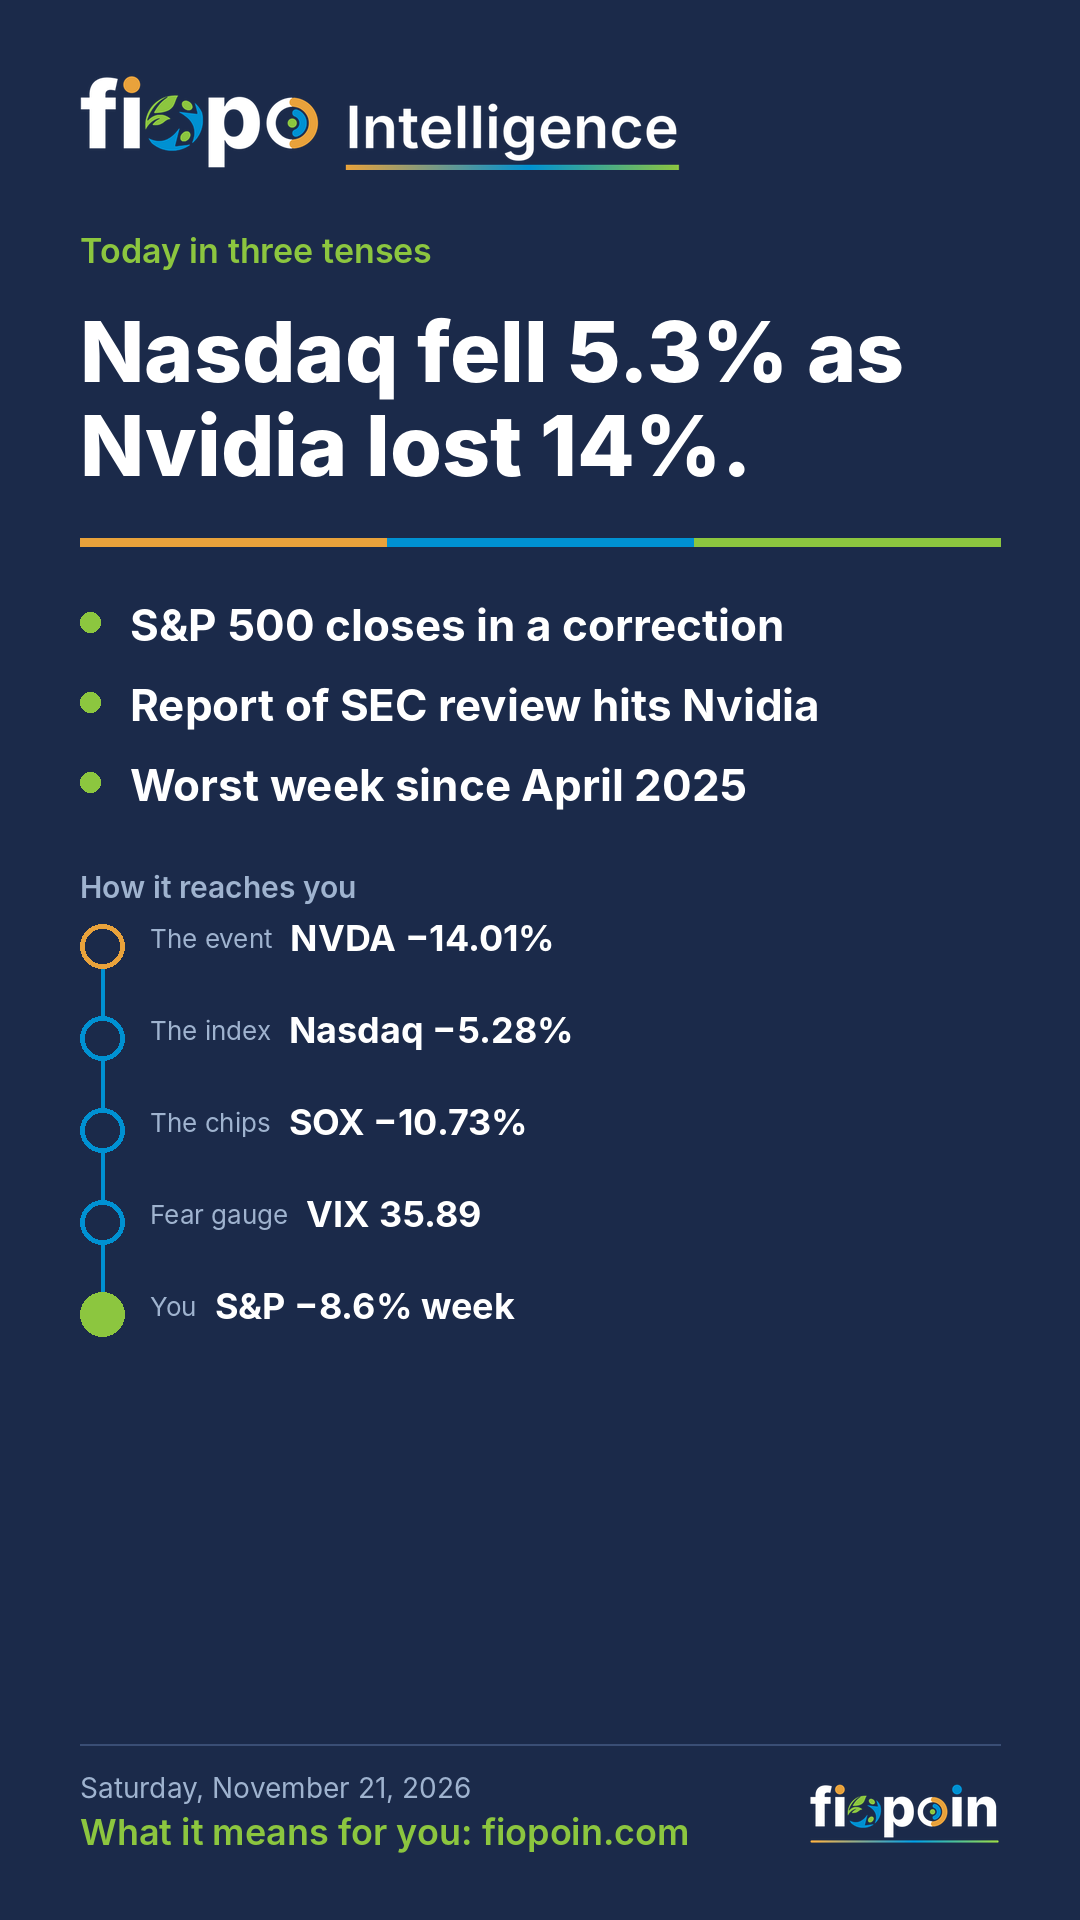 fiopo Intelligence
Today in three tenses
Nasdaq fell 5.3% as
Nvidia lost 14%.
S&P 500 closes in a correction
Report of SEC review hits Nvidia
Worst week since April 2025
How it reaches you
The event NVDA −14.01%
The index Nasdaq −5.28%
The chips SOX −10.73%
Fear gauge VIX 35.89
You S&P −8.6% week
Saturday, November 21, 2026
What it means for you: fiopoin.com
fiopoin